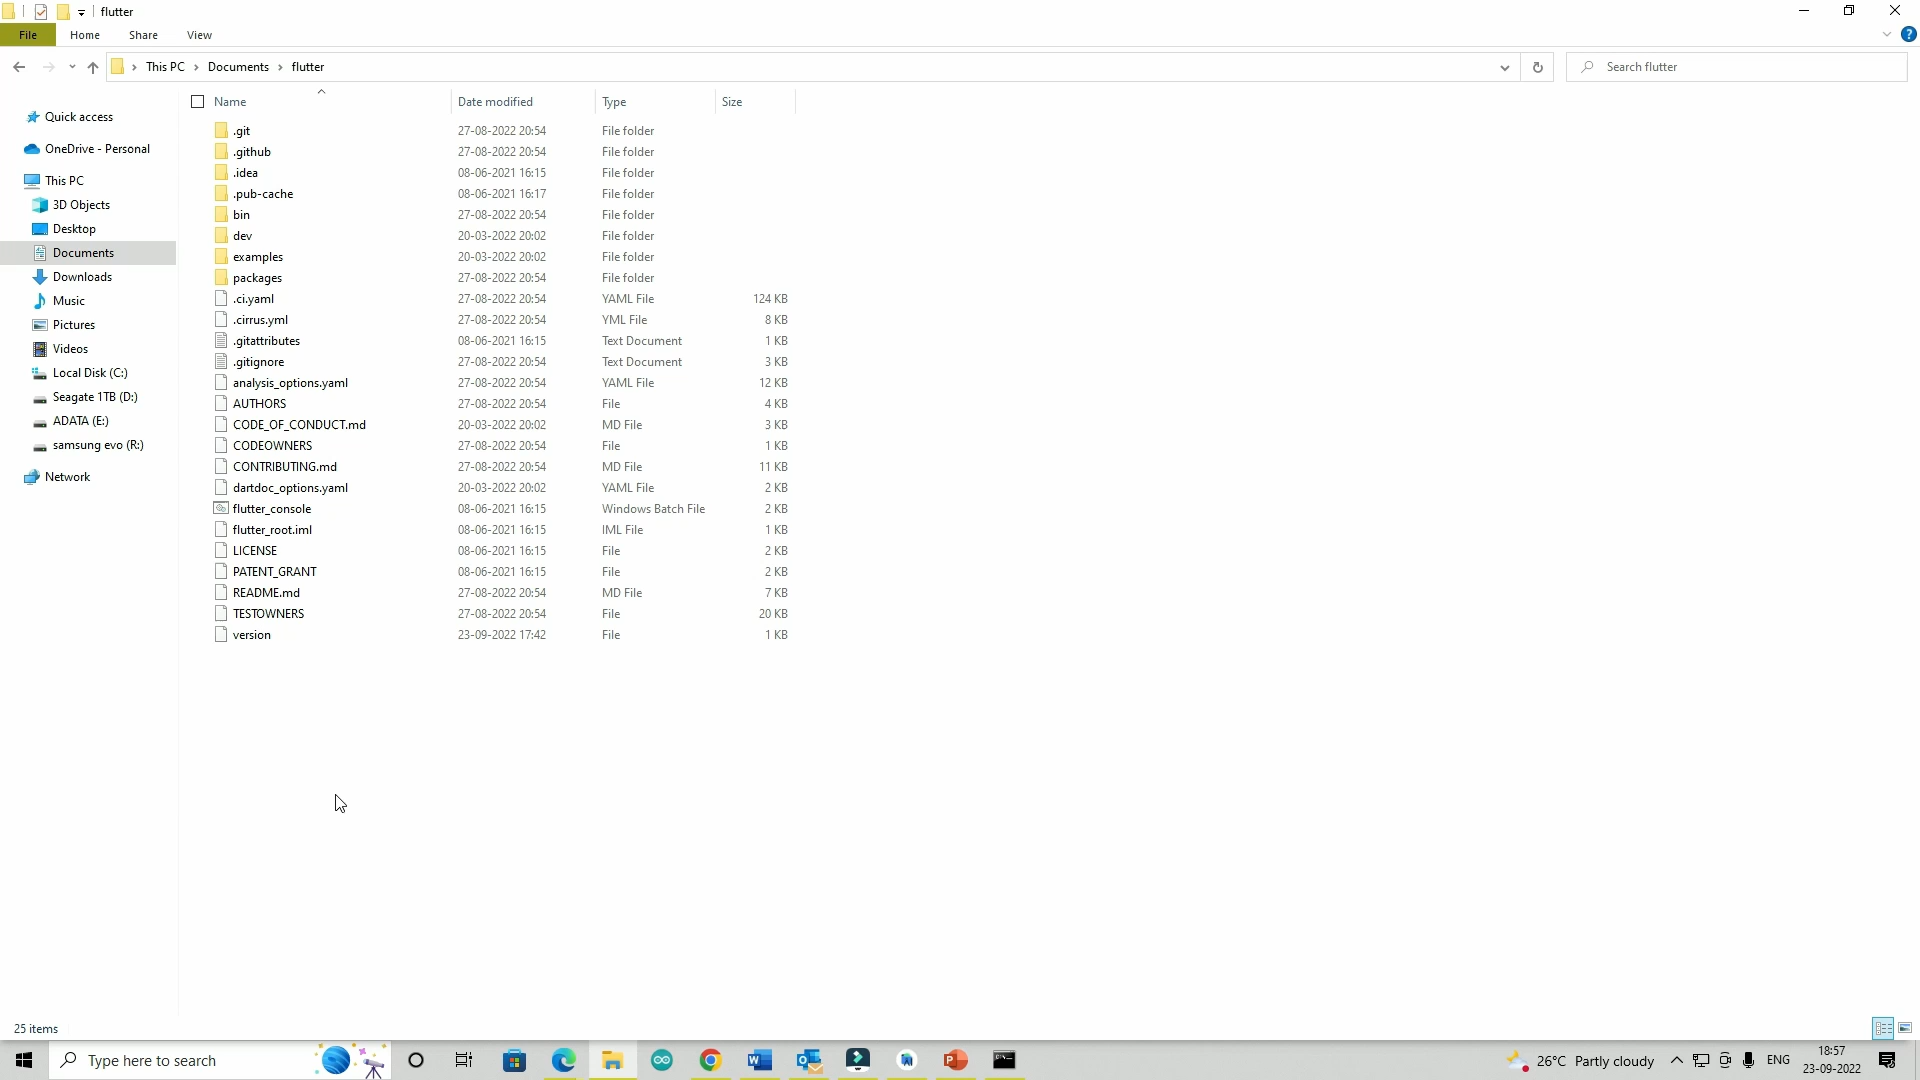 flutter
File Home Share View
This PC > Documents > flutter
Search flutter
Name Date modified Type Size
Quick access
OneDrive - Personal
This PC
3D Objects
Desktop
Documents
Downloads
Music
Pictures
Videos
Local Disk (C:)
Seagate 1TB (D:)
ADATA (E:)
samsung evo (R:)
Network
.git 27-08-2022 20:54 File folder
.github 27-08-2022 20:54 File folder
.idea 08-06-2021 16:15 File folder
.pub-cache 08-06-2021 16:17 File folder
bin 27-08-2022 20:54 File folder
dev 20-03-2022 20:02 File folder
examples 20-03-2022 20:02 File folder
packages 27-08-2022 20:54 File folder
.ci.yaml 27-08-2022 20:54 YAML File 124 KB
.cirrus.yml 27-08-2022 20:54 YML File 8 KB
.gitattributes 08-06-2021 16:15 Text Document 1 KB
.gitignore 27-08-2022 20:54 Text Document 3 KB
analysis_options.yaml 27-08-2022 20:54 YAML File 12 KB
AUTHORS 27-08-2022 20:54 File 4 KB
CODE_OF_CONDUCT.md 20-03-2022 20:02 MD File 3 KB
CODEOWNERS 27-08-2022 20:54 File 1 KB
CONTRIBUTING.md 27-08-2022 20:54 MD File 11 KB
dartdoc_options.yaml 20-03-2022 20:02 YAML File 2 KB
flutter_console 08-06-2021 16:15 Windows Batch File 2 KB
flutter_root.iml 08-06-2021 16:15 IML File 1 KB
LICENSE 08-06-2021 16:15 File 2 KB
PATENT_GRANT 08-06-2021 16:15 File 2 KB
README.md 27-08-2022 20:54 MD File 7 KB
TESTOWNERS 27-08-2022 20:54 File 20 KB
version 23-09-2022 17:42 File 1 KB
25 items
Type here to search
26°C Partly cloudy
ENG
18:57
23-09-2022